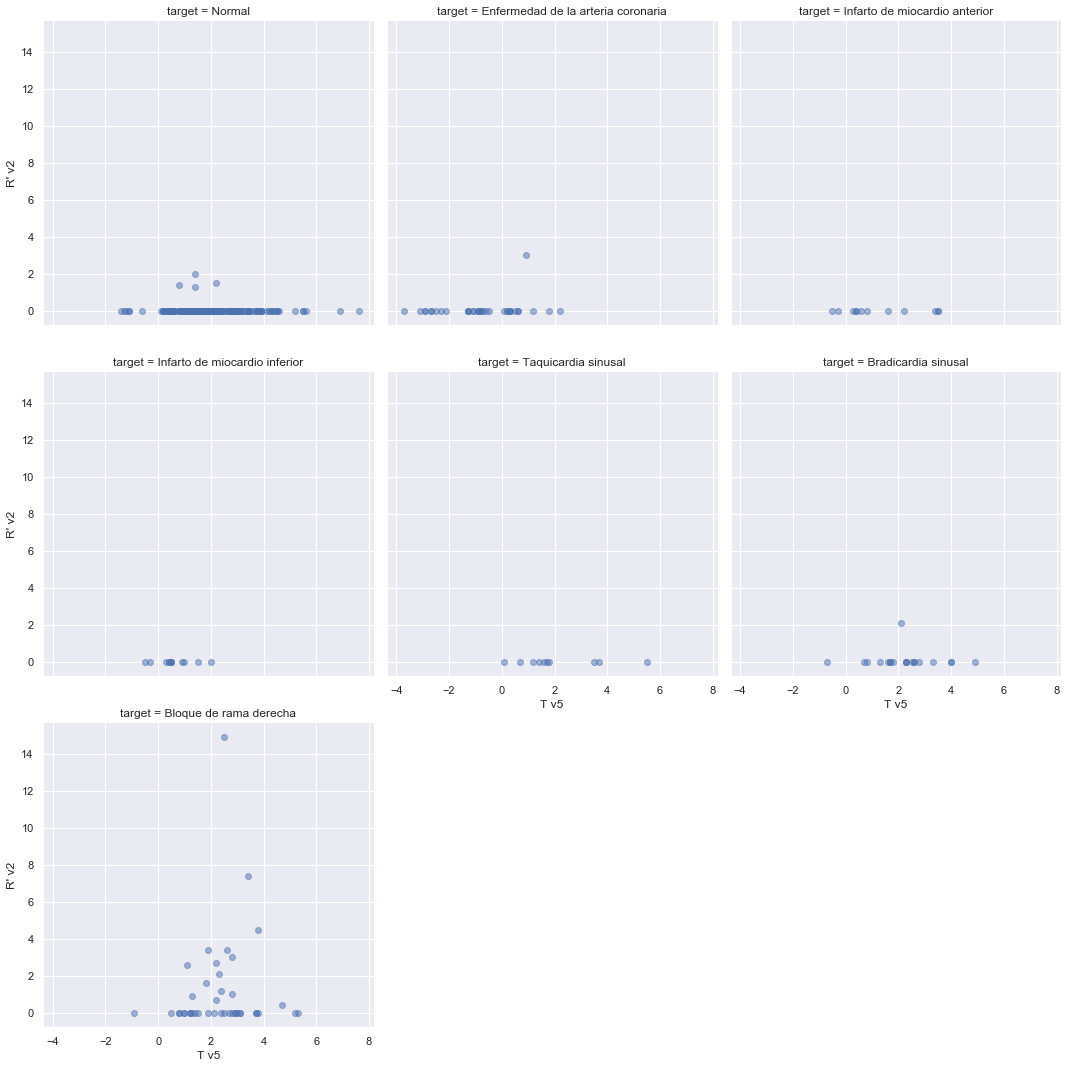 target = Normal
target = Enfermedad de la arteria coronaria
target = Infarto de miocardio anterior
14
12
10
8
6
4
2
0
R' v2
target = Infarto de miocardio inferior
target = Taquicardia sinusal
target = Bradicardia sinusal
14
12
10
8
6
4
2
0
R' v2
−4 −2 0 2 4 6 8
T v5
−4 −2 0 2 4 6 8
T v5
target = Bloque de rama derecha
14
12
10
8
6
4
2
0
R' v2
−4 −2 0 2 4 6 8
T v5